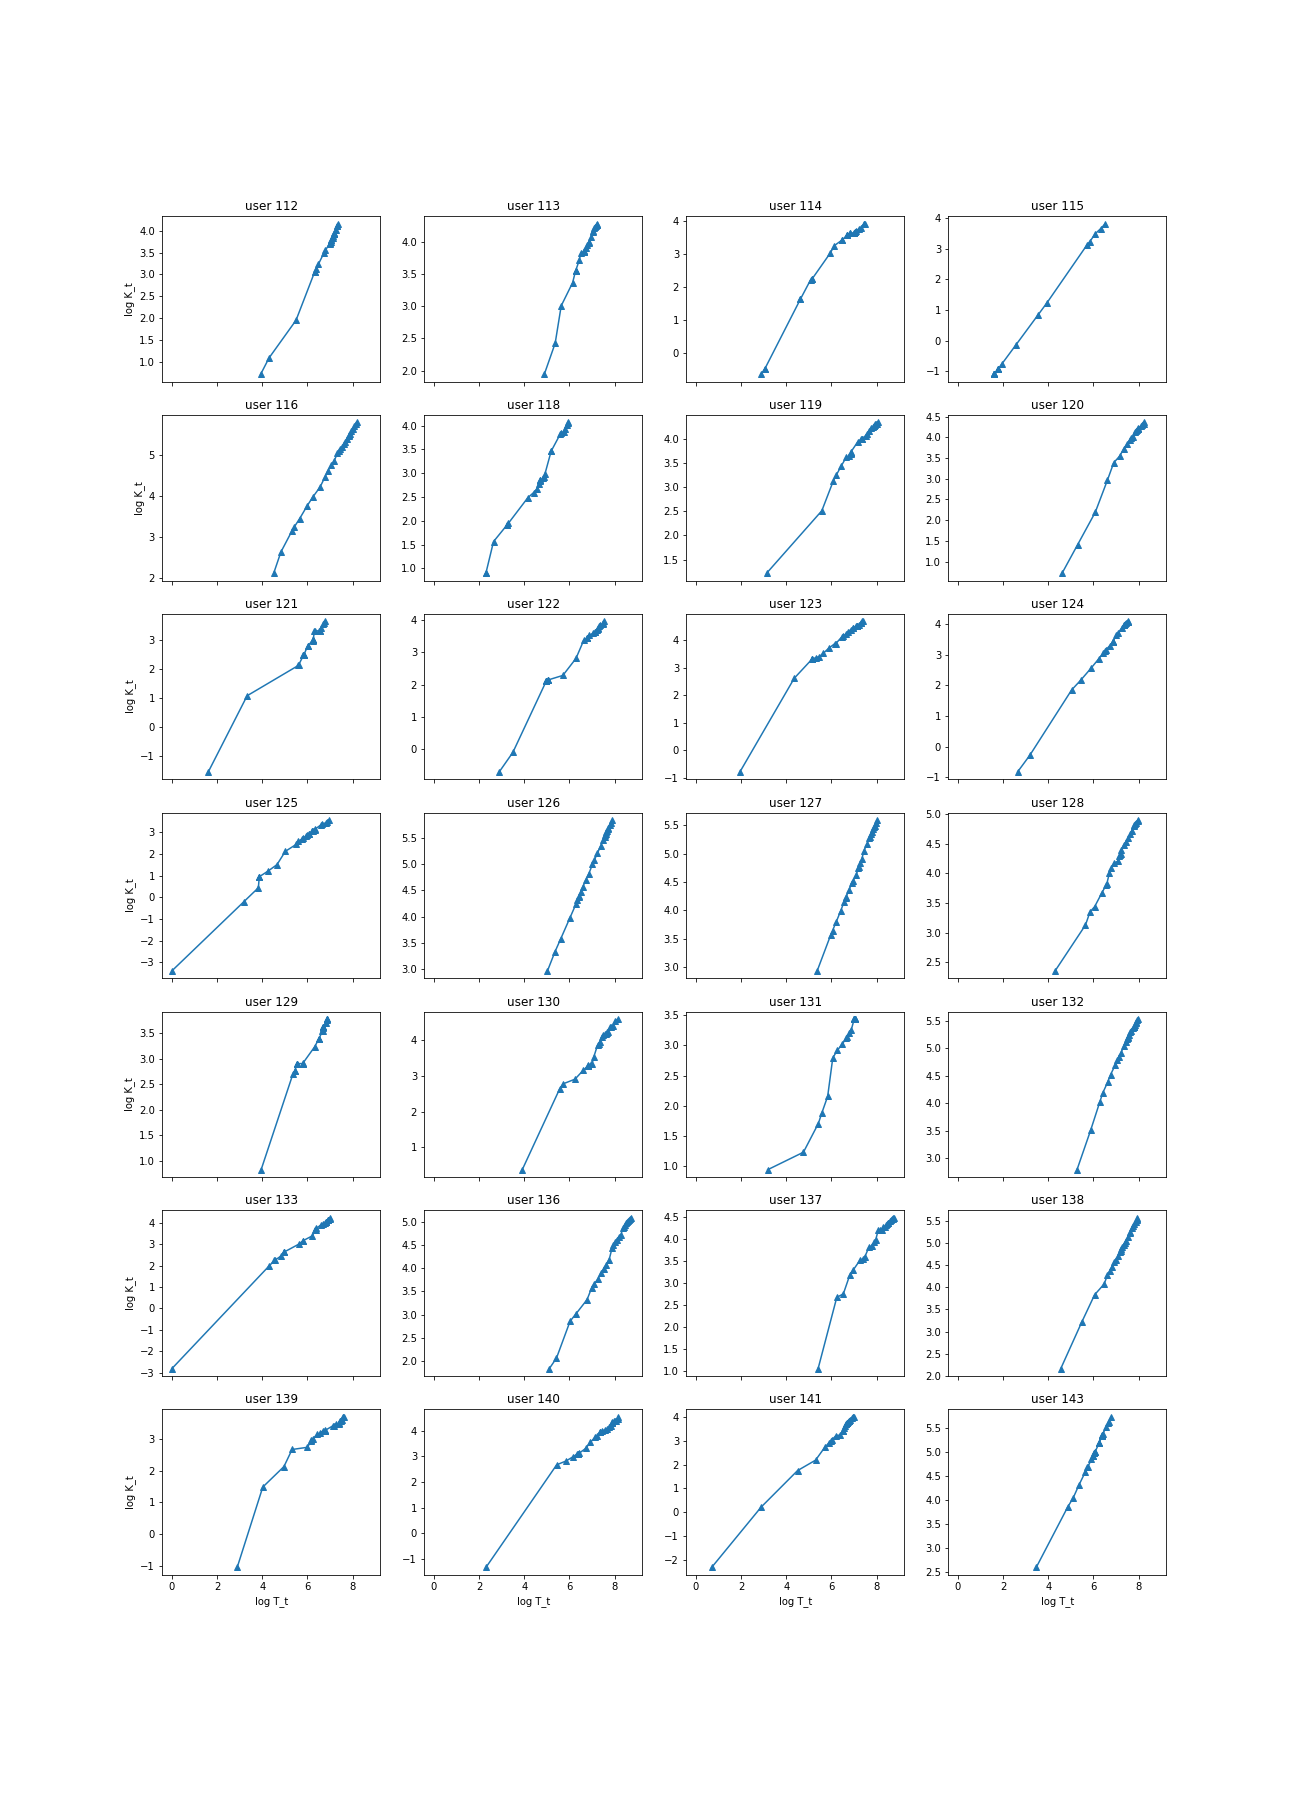 user 112 user 113 user 114 user 115
4.0 4.0 4 4
3.5 3.5 3 3
3.0 3.0 2 2
2.5 2.5 1 1
2.0 2.0 0 0
1.5 −1
1.0
log K_t
user 116 user 118 user 119 user 120
5 4.0 4.0 4.5
4 3.5 3.5 4.0
3 3.0 3.0 3.5
2 2.5 2.5 3.0
2.0 2.0 2.5
1.5 1.5 2.0
1.0 1.5
1.0
log K_t
user 121 user 122 user 123 user 124
3 4 4 4
2 3 3 3
1 2 2 2
0 1 1 1
−1 0 0 0
−1 −1
log K_t
user 125 user 126 user 127 user 128
3 5.5 5.5 5.0
2 5.0 5.0 4.5
1 4.5 4.5 4.0
0 4.0 4.0 3.5
−1 3.5 3.5 3.0
−2 3.0 3.0 2.5
−3
log K_t
user 129 user 130 user 131 user 132
3.5 4 3.5 5.5
3.0 3 3.0 5.0
2.5 2 2.5 4.5
2.0 1 2.0 4.0
1.5 1.5 3.5
1.0 1.0 3.0
log K_t
user 133 user 136 user 137 user 138
4 5.0 4.5 5.5
3 4.5 4.0 5.0
2 4.0 3.5 4.5
1 3.5 3.0 4.0
0 3.0 2.5 3.5
−1 2.5 2.0 3.0
−2 2.0 1.5 2.5
−3 1.0 2.0
log K_t
user 139 user 140 user 141 user 143
3 4 4 5.5
2 3 3 5.0
1 2 2 4.5
0 1 1 4.0
−1 0 0 3.5
−1 −1 3.0
−2 2.5
log K_t
0 2 4 6 8 0 2 4 6 8 0 2 4 6 8 0 2 4 6 8
log T_t log T_t log T_t log T_t